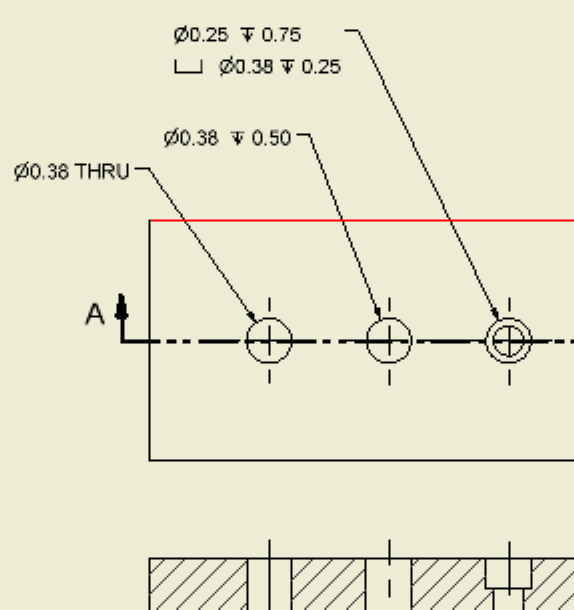 Ø0.25 ↧ 0.75
⌴ Ø0.38 ↧ 0.25
Ø0.38 ↧ 0.50
Ø0.38 THRU
A